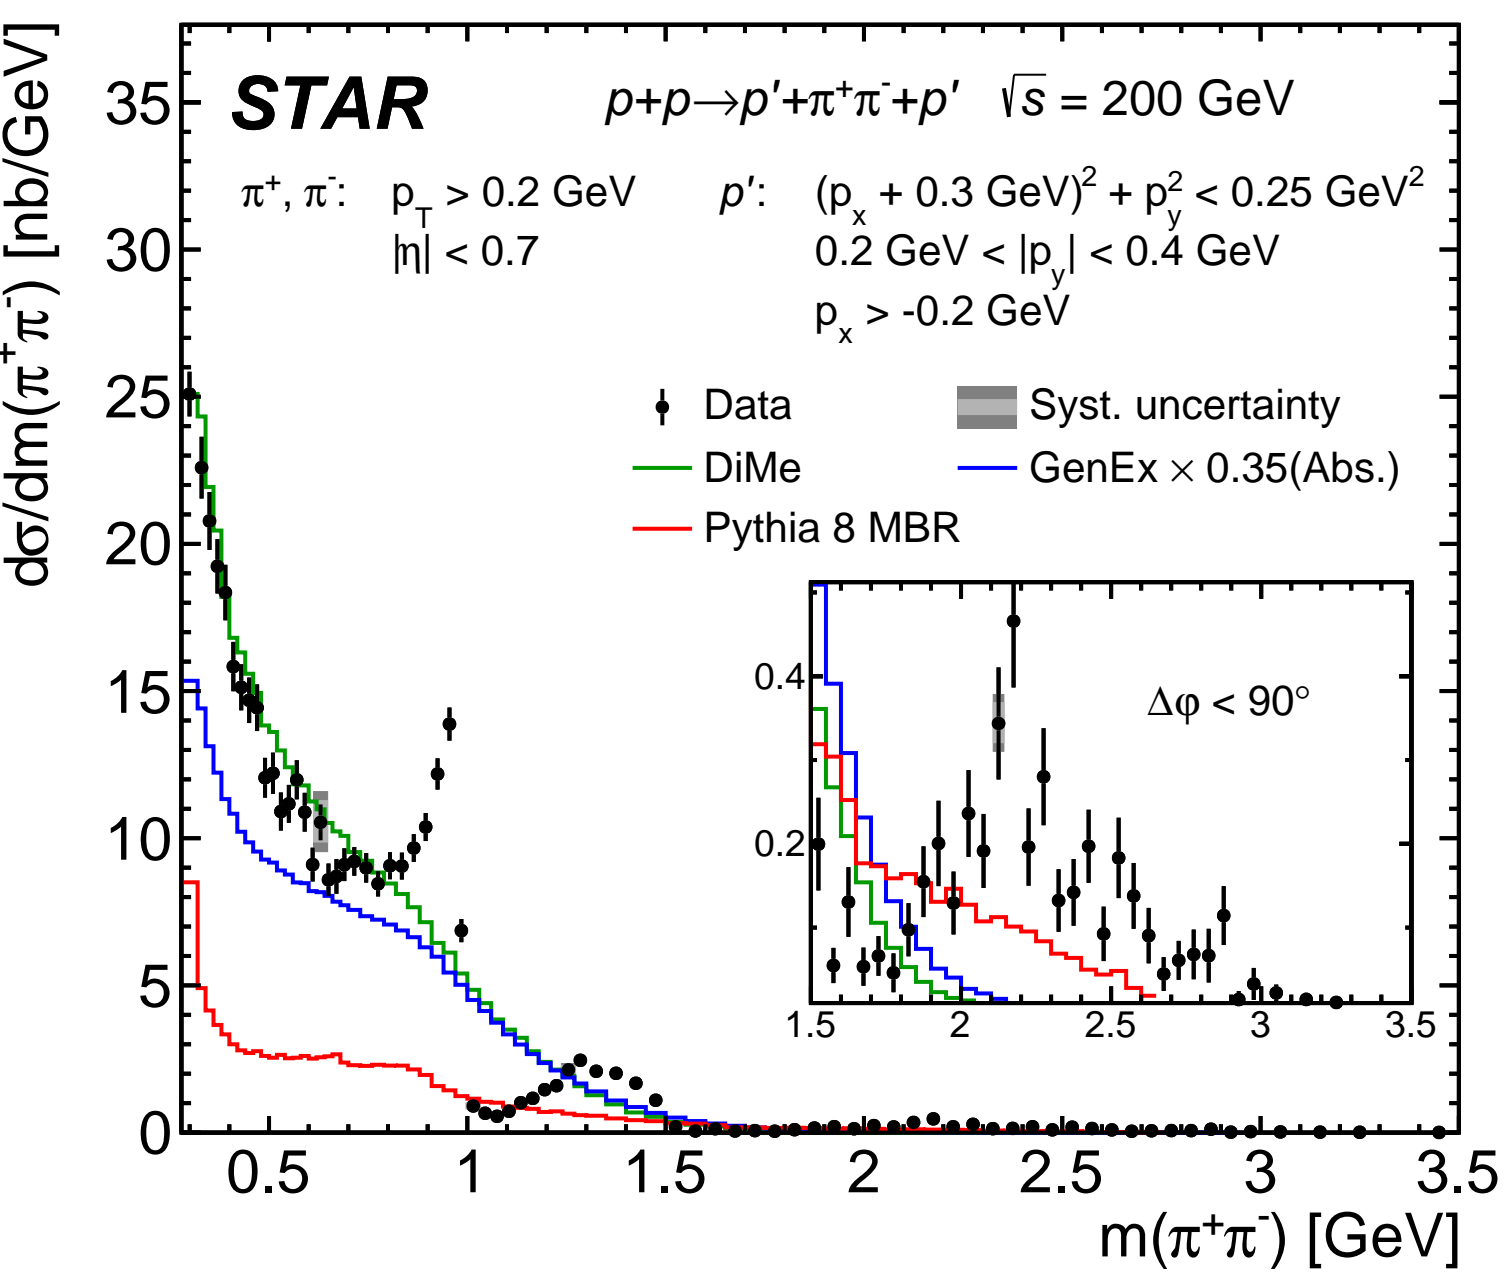 dσ/dm(π⁺π⁻) [nb/GeV]
STAR p+p→p′+π⁺π⁻+p′ √s = 200 GeV
π⁺, π⁻: p_T > 0.2 GeV p′: (p_x + 0.3 GeV)² + p_y² < 0.25 GeV²
|η| < 0.7 0.2 GeV < |p_y| < 0.4 GeV
p_x > -0.2 GeV
Data Syst. uncertainty
DiMe GenEx × 0.35(Abs.)
Pythia 8 MBR
35
30
25
20
15
10
5
0
Δφ < 90°
0.4
0.2
1.5 2 2.5 3 3.5
0.5 1 1.5 2 2.5 3 3.5
m(π⁺π⁻) [GeV]